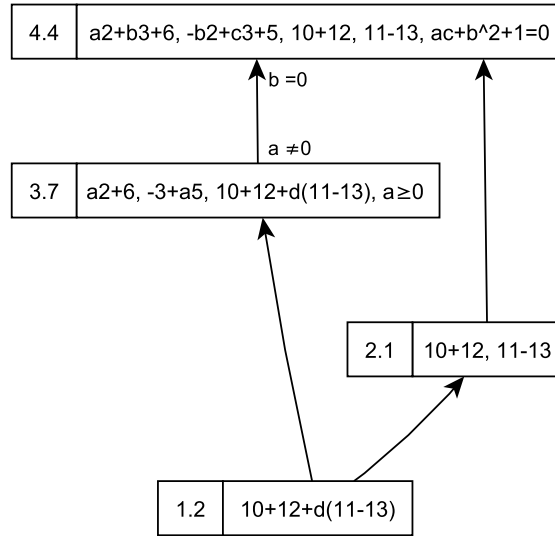 4.4 a2+b3+6, -b2+c3+5, 10+12, 11-13, ac+b^2+1=0
b =0
a ≠0
3.7 a2+6, -3+a5, 10+12+d(11-13), a≥0
2.1 10+12, 11-13
1.2 10+12+d(11-13)